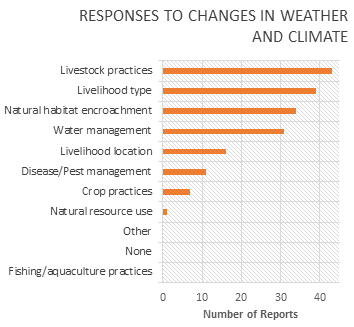 RESPONSES TO CHANGES IN WEATHER
AND CLIMATE
Livestock practices
Livelihood type
Natural habitat encroachment
Water management
Livelihood location
Disease/Pest management
Crop practices
Natural resource use
Other
None
Fishing/aquaculture practices
0 10 20 30 40
Number of Reports